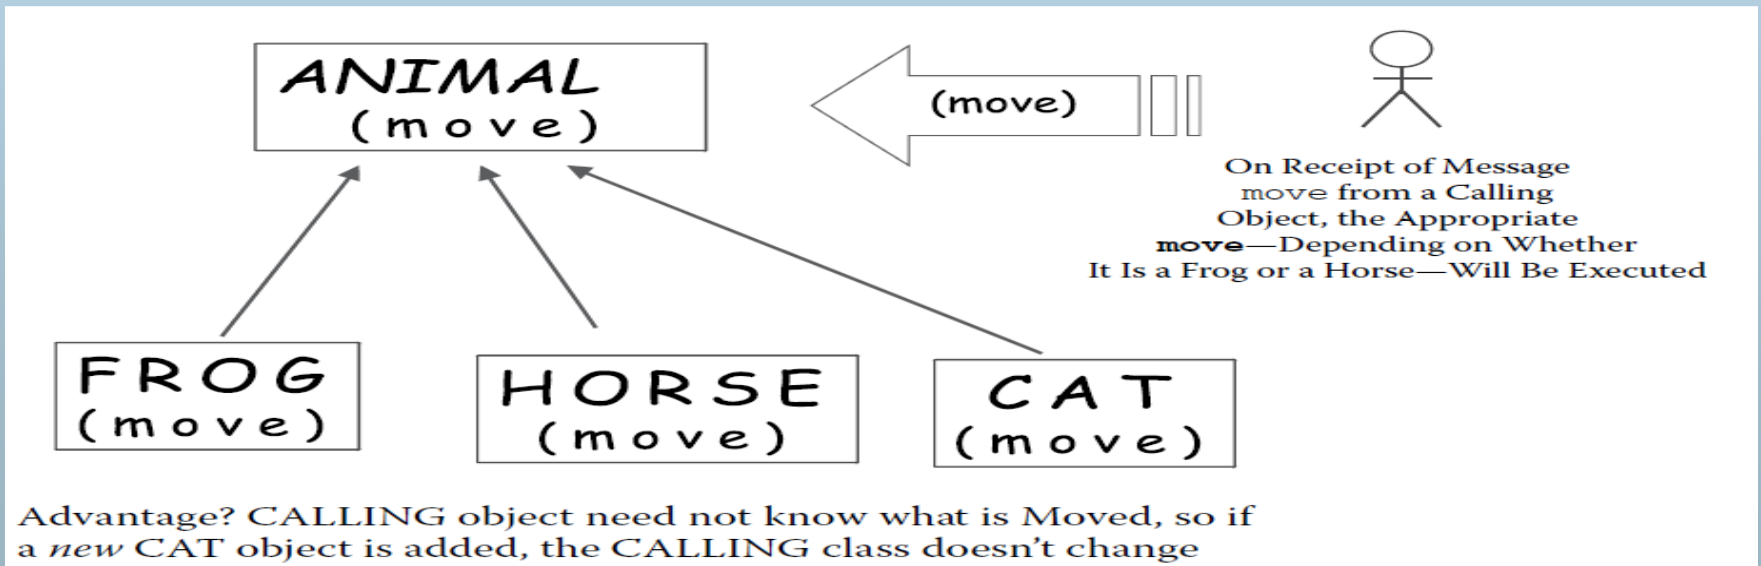 ANIMAL
(move)
(move)
On Receipt of Message
move from a Calling
Object, the Appropriate
move—Depending on Whether
It Is a Frog or a Horse—Will Be Executed
FROG
(move)
HORSE
(move)
CAT
(move)
Advantage? CALLING object need not know what is Moved, so if
a new CAT object is added, the CALLING class doesn't change